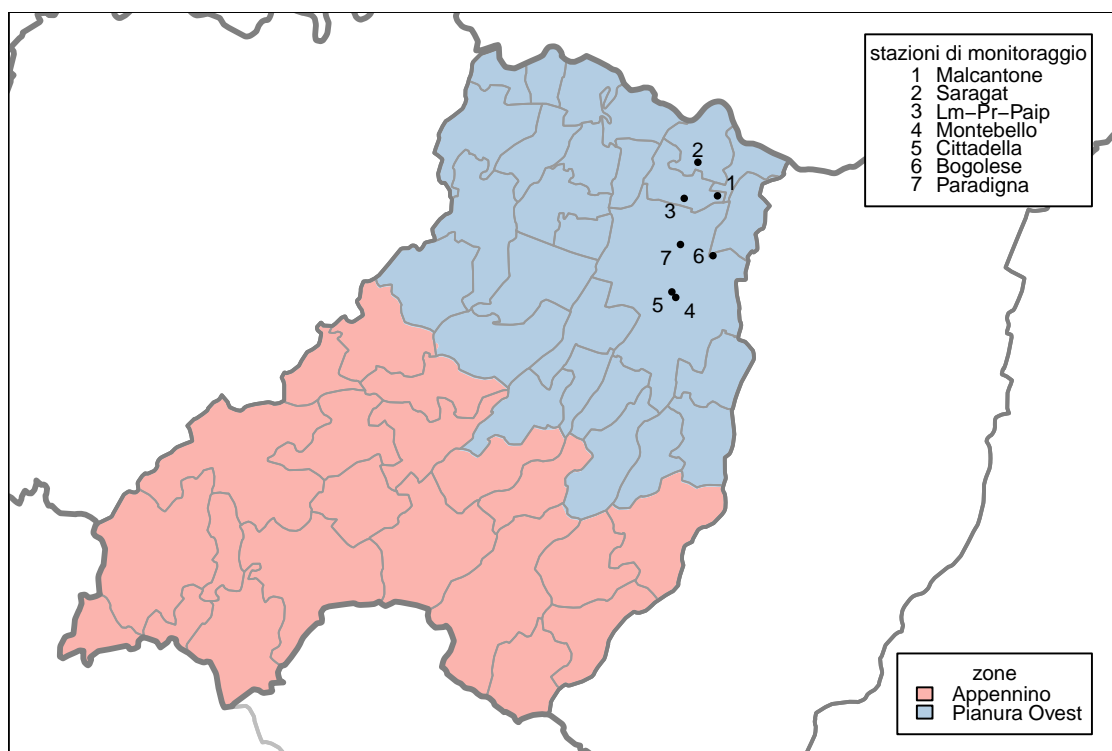 stazioni di monitoraggio
1 Malcantone
2 Saragat
3 Lm−Pr−Paip
4 Montebello
5 Cittadella
6 Bogolese
7 Paradigna
2
1
3
7
6
5
4
zone
Appennino
Pianura Ovest